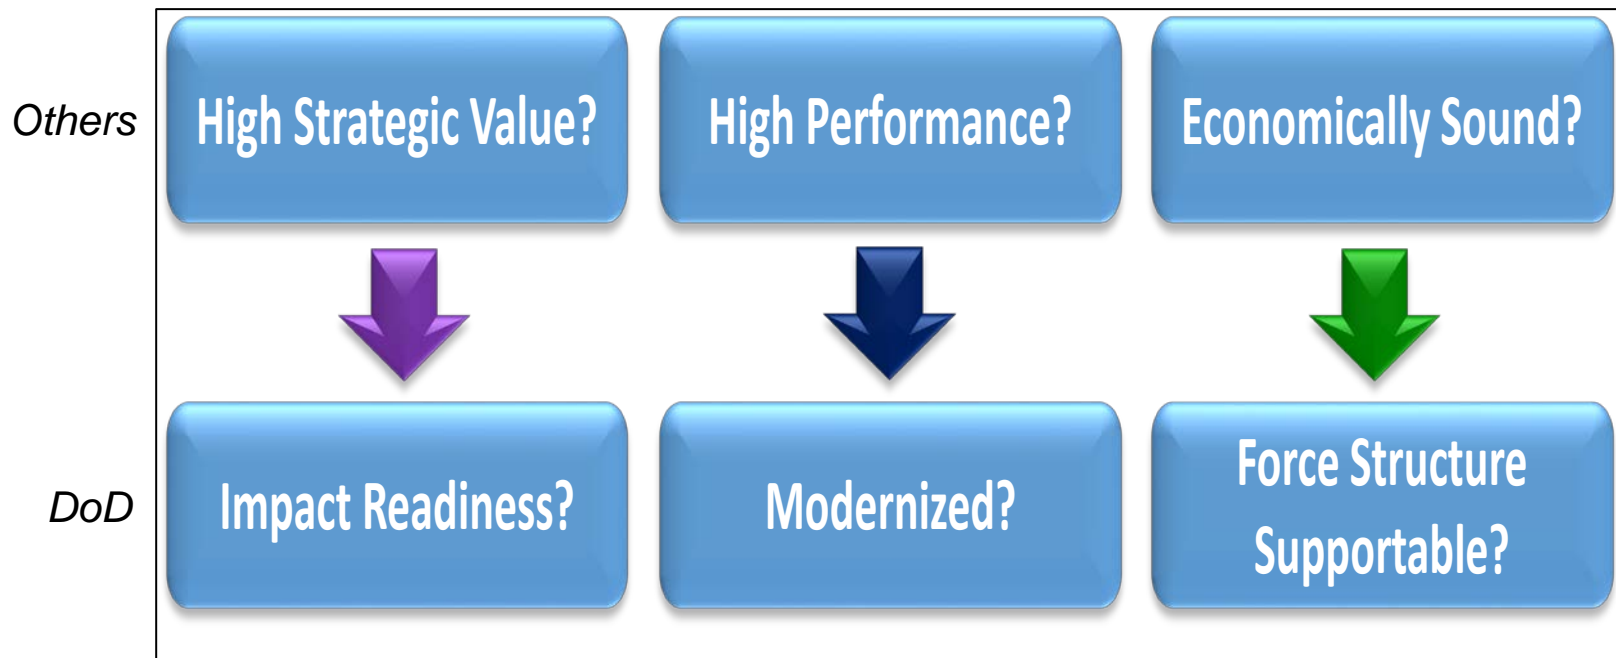 Others
High Strategic Value?
High Performance?
Economically Sound?
DoD
Impact Readiness?
Modernized?
Force Structure
Supportable?